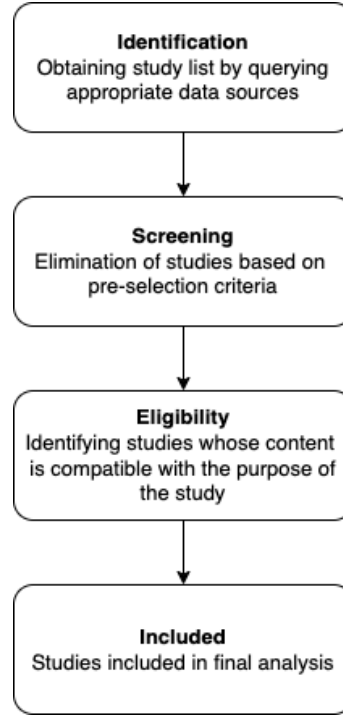 Identification
Obtaining study list by querying
appropriate data sources
Screening
Elimination of studies based on
pre-selection criteria
Eligibility
Identifying studies whose content
is compatible with the purpose of
the study
Included
Studies included in final analysis